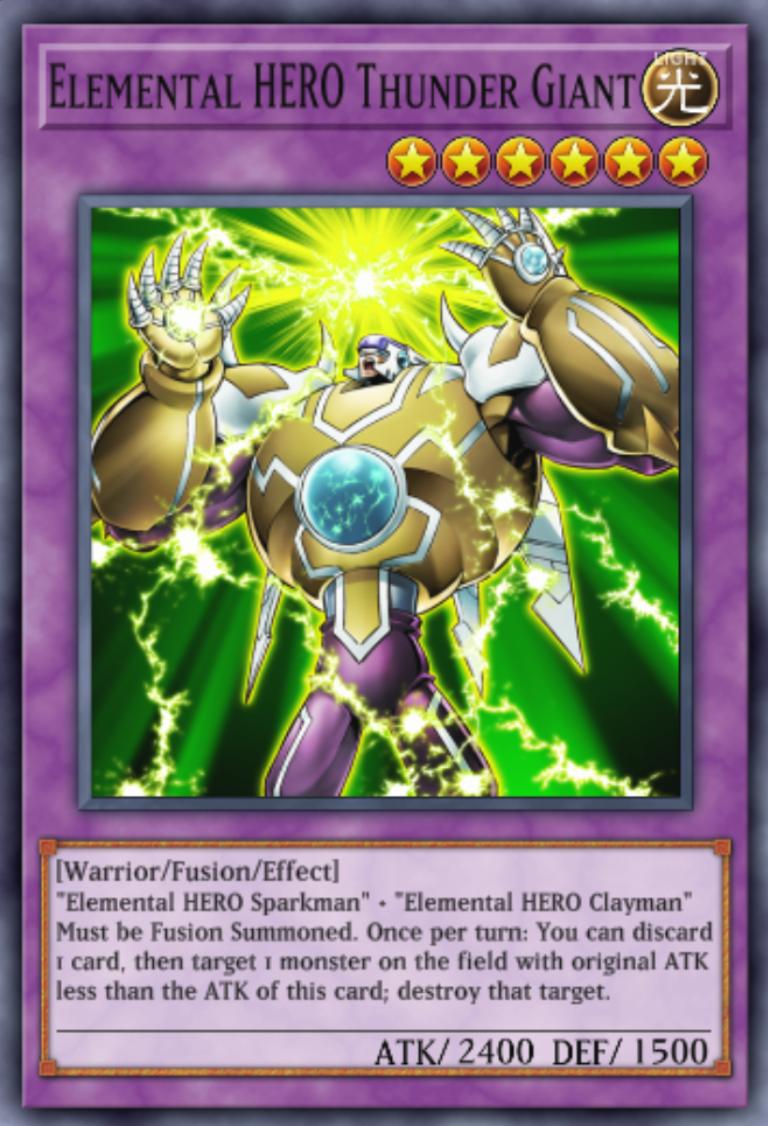 Elemental HERO Thunder Giant
LIGHT
光
[Warrior/Fusion/Effect]
"Elemental HERO Sparkman" + "Elemental HERO Clayman"
Must be Fusion Summoned. Once per turn: You can discard
1 card, then target 1 monster on the field with original ATK
less than the ATK of this card; destroy that target.
ATK/ 2400 DEF/ 1500